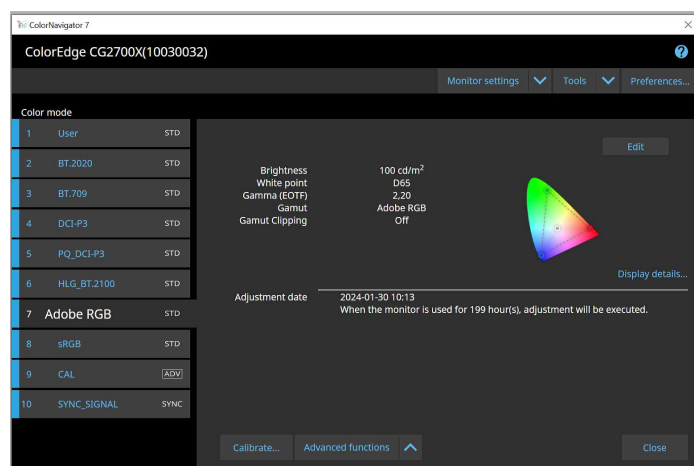 ColorNavigator 7
ColorEdge CG2700X(10030032)
Monitor settings Tools Preferences...
Color mode
1 User STD
2 BT.2020 STD
3 BT.709 STD
4 DCI-P3 STD
5 PQ_DCI-P3 STD
6 HLG_BT.2100 STD
7 Adobe RGB STD
8 sRGB STD
9 CAL ADV
10 SYNC_SIGNAL SYNC
Edit
Brightness 100 cd/m²
White point D65
Gamma (EOTF) 2,20
Gamut Adobe RGB
Gamut Clipping Off
Display details...
Adjustment date 2024-01-30 10:13
When the monitor is used for 199 hour(s), adjustment will be executed.
Calibrate... Advanced functions Close